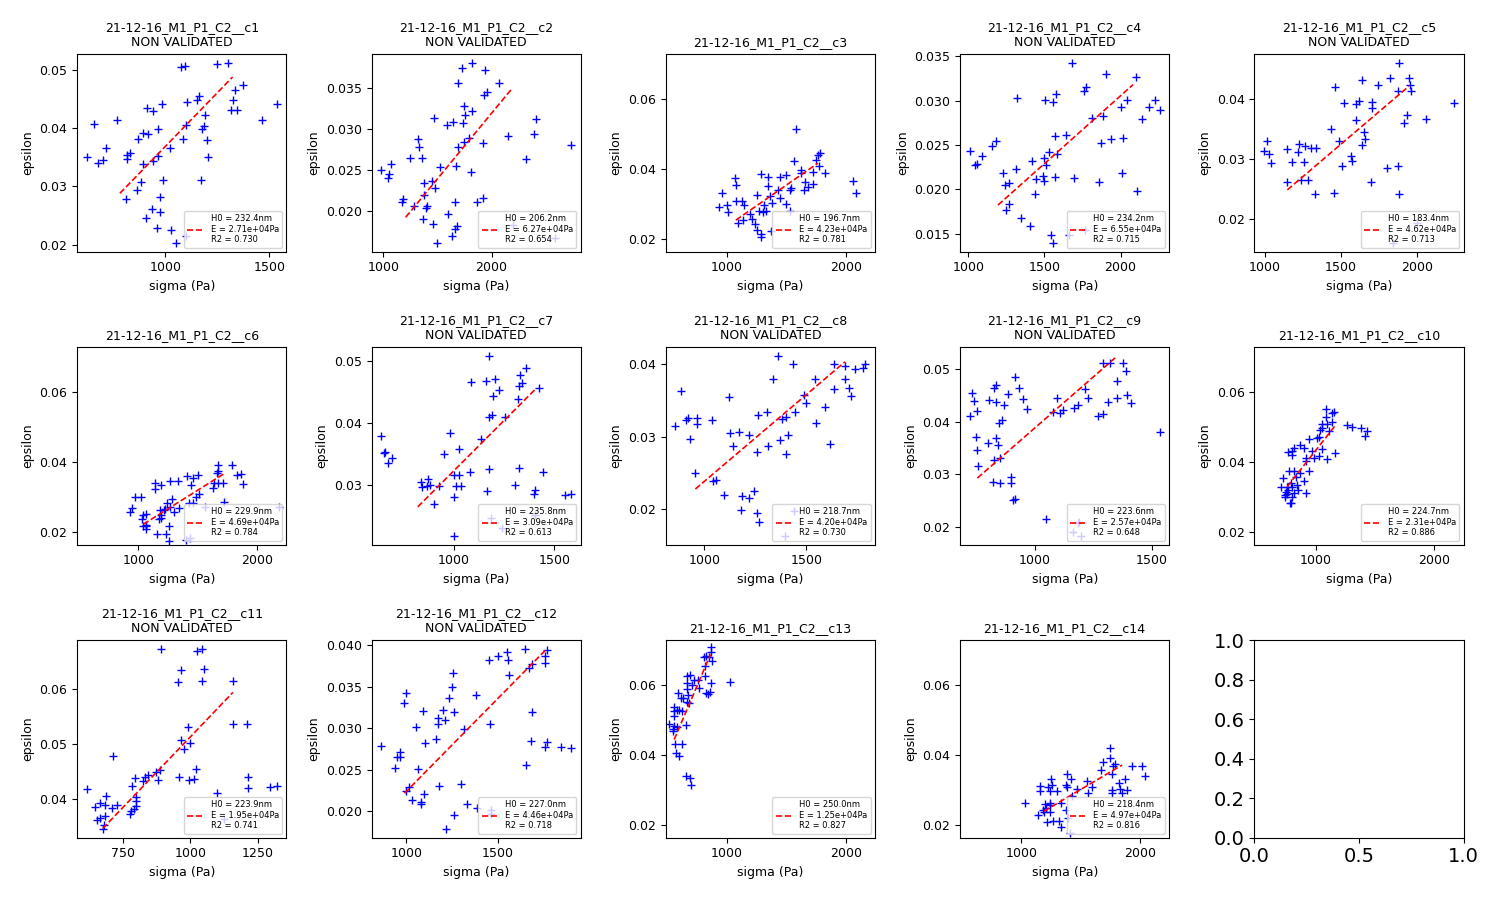 21-12-16_M1_P1_C2__c1
NON VALIDATED
epsilon
0.05
0.04
0.03
0.02
1000
1500
sigma (Pa)
H0 = 232.4nm
E = 2.71e+04Pa
R2 = 0.730
21-12-16_M1_P1_C2__c2
NON VALIDATED
epsilon
0.035
0.030
0.025
0.020
1000
2000
sigma (Pa)
H0 = 206.2nm
E = 6.27e+04Pa
R2 = 0.654
21-12-16_M1_P1_C2__c3
epsilon
0.06
0.04
0.02
1000
2000
sigma (Pa)
H0 = 196.7nm
E = 4.23e+04Pa
R2 = 0.781
21-12-16_M1_P1_C2__c4
NON VALIDATED
epsilon
0.035
0.030
0.025
0.020
0.015
1000
1500
2000
sigma (Pa)
H0 = 234.2nm
E = 6.55e+04Pa
R2 = 0.715
21-12-16_M1_P1_C2__c5
NON VALIDATED
epsilon
0.04
0.03
0.02
1000
1500
2000
sigma (Pa)
H0 = 183.4nm
E = 4.62e+04Pa
R2 = 0.713
21-12-16_M1_P1_C2__c6
epsilon
0.06
0.04
0.02
1000
2000
sigma (Pa)
H0 = 229.9nm
E = 4.69e+04Pa
R2 = 0.784
21-12-16_M1_P1_C2__c7
NON VALIDATED
epsilon
0.05
0.04
0.03
1000
1500
sigma (Pa)
H0 = 235.8nm
E = 3.09e+04Pa
R2 = 0.613
21-12-16_M1_P1_C2__c8
NON VALIDATED
epsilon
0.04
0.03
0.02
1000
1500
sigma (Pa)
H0 = 218.7nm
E = 4.20e+04Pa
R2 = 0.730
21-12-16_M1_P1_C2__c9
NON VALIDATED
epsilon
0.05
0.04
0.03
0.02
1000
1500
sigma (Pa)
H0 = 223.6nm
E = 2.57e+04Pa
R2 = 0.648
21-12-16_M1_P1_C2__c10
epsilon
0.06
0.04
0.02
1000
2000
sigma (Pa)
H0 = 224.7nm
E = 2.31e+04Pa
R2 = 0.886
21-12-16_M1_P1_C2__c11
NON VALIDATED
epsilon
0.06
0.05
0.04
750
1000
1250
sigma (Pa)
H0 = 223.9nm
E = 1.95e+04Pa
R2 = 0.741
21-12-16_M1_P1_C2__c12
NON VALIDATED
epsilon
0.040
0.035
0.030
0.025
0.020
1000
1500
sigma (Pa)
H0 = 227.0nm
E = 4.46e+04Pa
R2 = 0.718
21-12-16_M1_P1_C2__c13
epsilon
0.06
0.04
0.02
1000
2000
sigma (Pa)
H0 = 250.0nm
E = 1.25e+04Pa
R2 = 0.827
21-12-16_M1_P1_C2__c14
epsilon
0.06
0.04
0.02
1000
2000
sigma (Pa)
H0 = 218.4nm
E = 4.97e+04Pa
R2 = 0.816
1.0
0.8
0.6
0.4
0.2
0.0
0.0
0.5
1.0